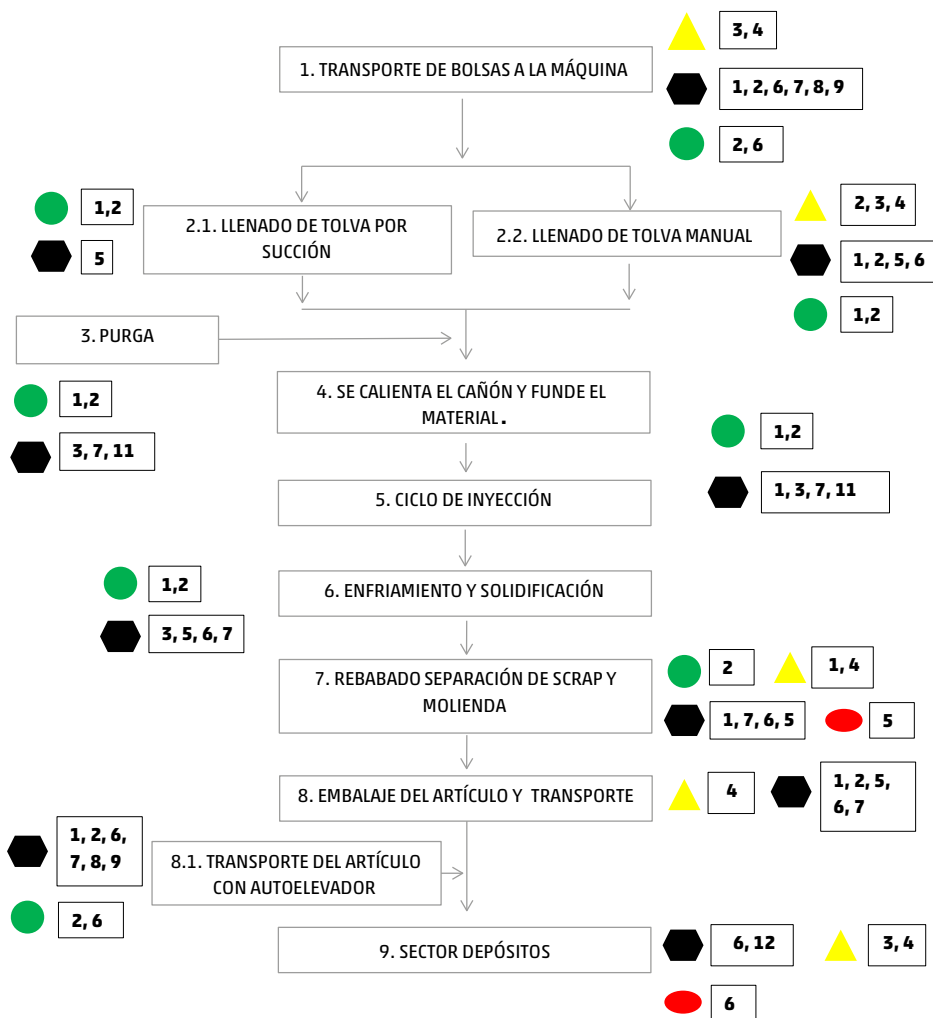 3, 4
1. TRANSPORTE DE BOLSAS A LA MÁQUINA
1, 2, 6, 7, 8, 9
2, 6
1,2
5
2.1. LLENADO DE TOLVA POR
SUCCIÓN
2.2. LLENADO DE TOLVA MANUAL
2, 3, 4
1, 2, 5, 6
1,2
3. PURGA
1,2
3, 7, 11
4. SE CALIENTA EL CAÑÓN Y FUNDE EL
MATERIAL.
1,2
1, 3, 7, 11
5. CICLO DE INYECCIÓN
1,2
3, 5, 6, 7
6. ENFRIAMIENTO Y SOLIDIFICACIÓN
7. REBABADO SEPARACIÓN DE SCRAP Y
MOLIENDA
2
1, 4
1, 7, 6, 5
5
8. EMBALAJE DEL ARTÍCULO Y TRANSPORTE
4
1, 2, 5,
6, 7
1, 2, 6,
7, 8, 9
2, 6
8.1. TRANSPORTE DEL ARTÍCULO
CON AUTOELEVADOR
9. SECTOR DEPÓSITOS
6, 12
3, 4
6